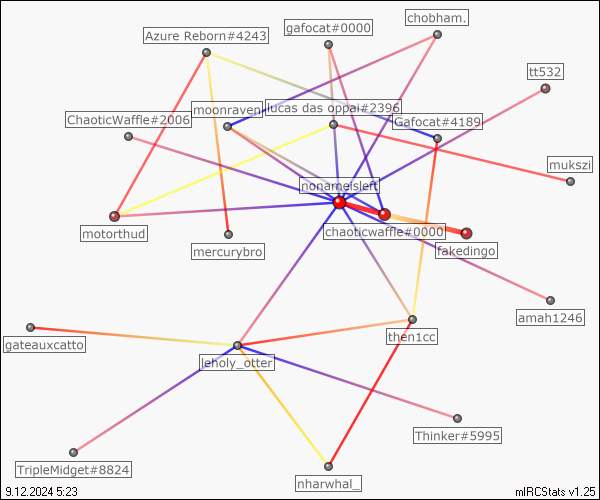 chobham.
gafocat#0000
Azure Reborn#4243
tt532
moonraven
lucas das oppai#2396
ChaoticWaffle#2006
Gafocat#4189
mukszi
nonameisleft
motorthud
chaoticwaffle#0000
mercurybro
fakedingo
amah1246
gateauxcatto
then1cc
leholy_otter
Thinker#5995
TripleMidget#8824
nharwhal_
9.12.2024 5:23
mIRCStats v1.25